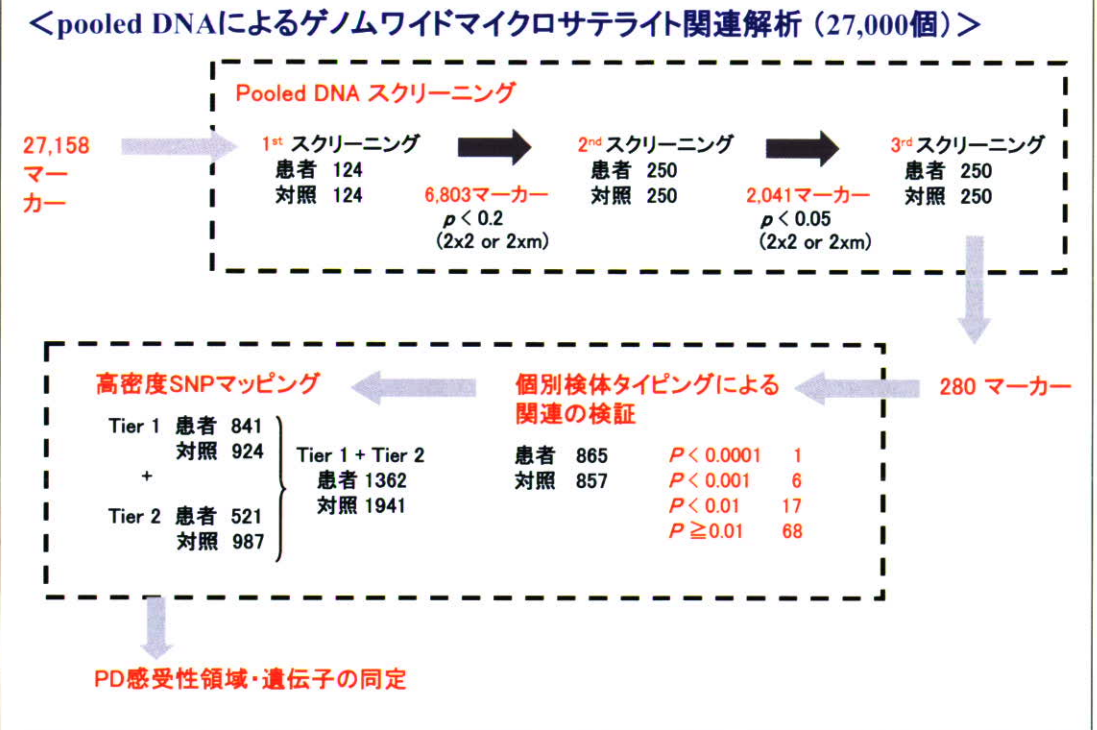 ＜pooled DNAによるゲノムワイドマイクロサテライト関連解析（27,000個）＞
Pooled DNA スクリーニング
27,158
マー
カー
1st スクリーニング
患者 124
対照 124
6,803マーカー
p＜0.2
(2x2 or 2xm)
2nd スクリーニング
患者 250
対照 250
2,041マーカー
p＜0.05
(2x2 or 2xm)
3rd スクリーニング
患者 250
対照 250
280 マーカー
個別検体タイピングによる
関連の検証
患者 865
対照 857
P＜0.0001 1
P＜0.001 6
P＜0.01 17
P≧0.01 68
高密度SNPマッピング
Tier 1 患者 841
対照 924
+
Tier 2 患者 521
対照 987
Tier 1 + Tier 2
患者 1362
対照 1941
PD感受性領域・遺伝子の同定